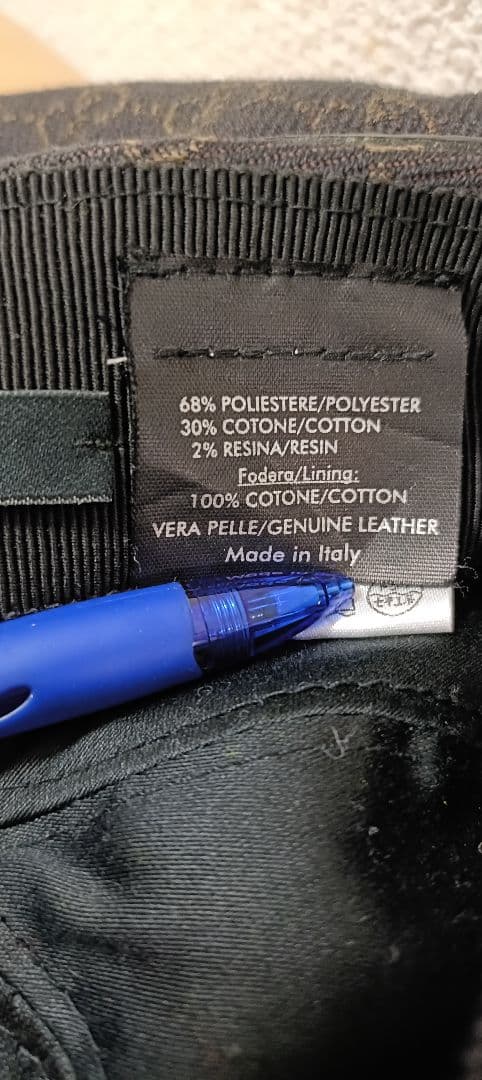 68% POLIESTERE/POLYESTER
30% COTONE/COTTON
2% RESINA/RESIN
Fodera/Lining:
100% COTONE/COTTON
VERA PELLE/GENUINE LEATHER
Made in Italy